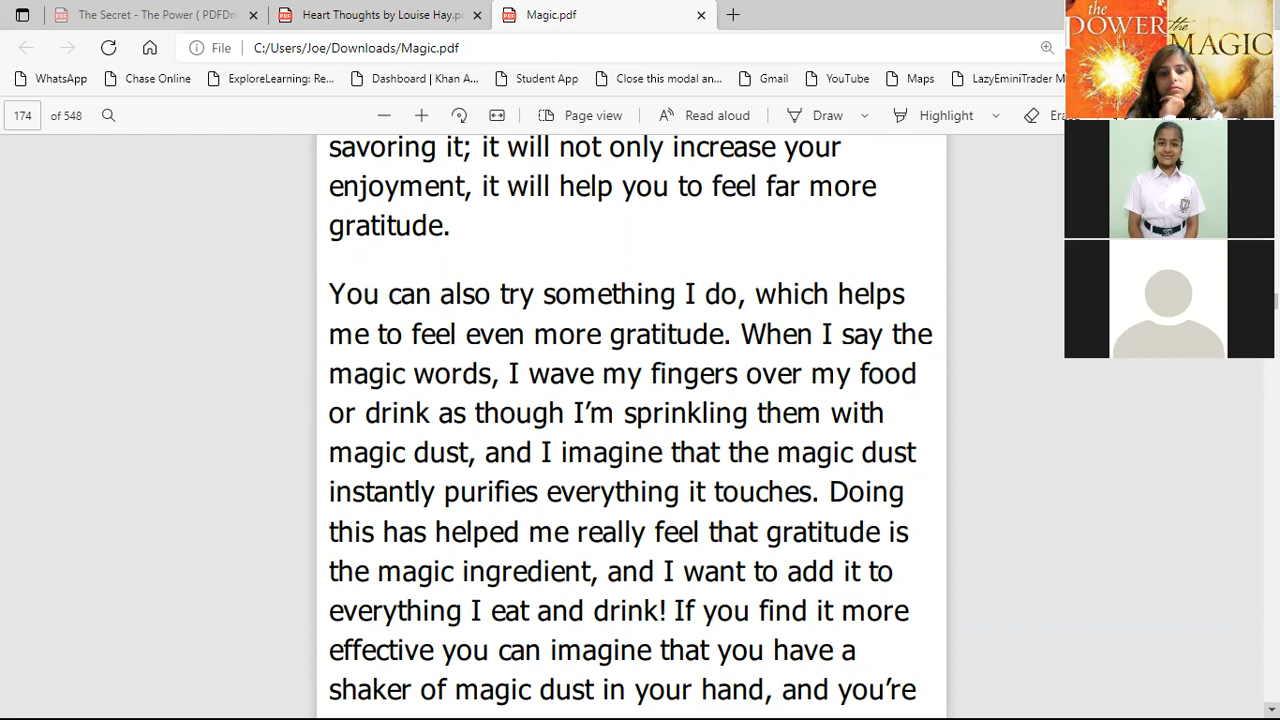 The Secret - The Power ( PDFDri
Heart Thoughts by Louise Hay.p
Magic.pdf
File C:/Users/Joe/Downloads/Magic.pdf
WhatsApp Chase Online ExploreLearning: Re... Dashboard | Khan A... Student App Close this modal an... Gmail YouTube Maps LazyEminiTrader M
174 of 548 Page view Read aloud Draw Highlight Era
savoring it; it will not only increase your
enjoyment, it will help you to feel far more
gratitude.
You can also try something I do, which helps
me to feel even more gratitude. When I say the
magic words, I wave my fingers over my food
or drink as though I’m sprinkling them with
magic dust, and I imagine that the magic dust
instantly purifies everything it touches. Doing
this has helped me really feel that gratitude is
the magic ingredient, and I want to add it to
everything I eat and drink! If you find it more
effective you can imagine that you have a
shaker of magic dust in your hand, and you’re
the
POWER
the
MAGIC